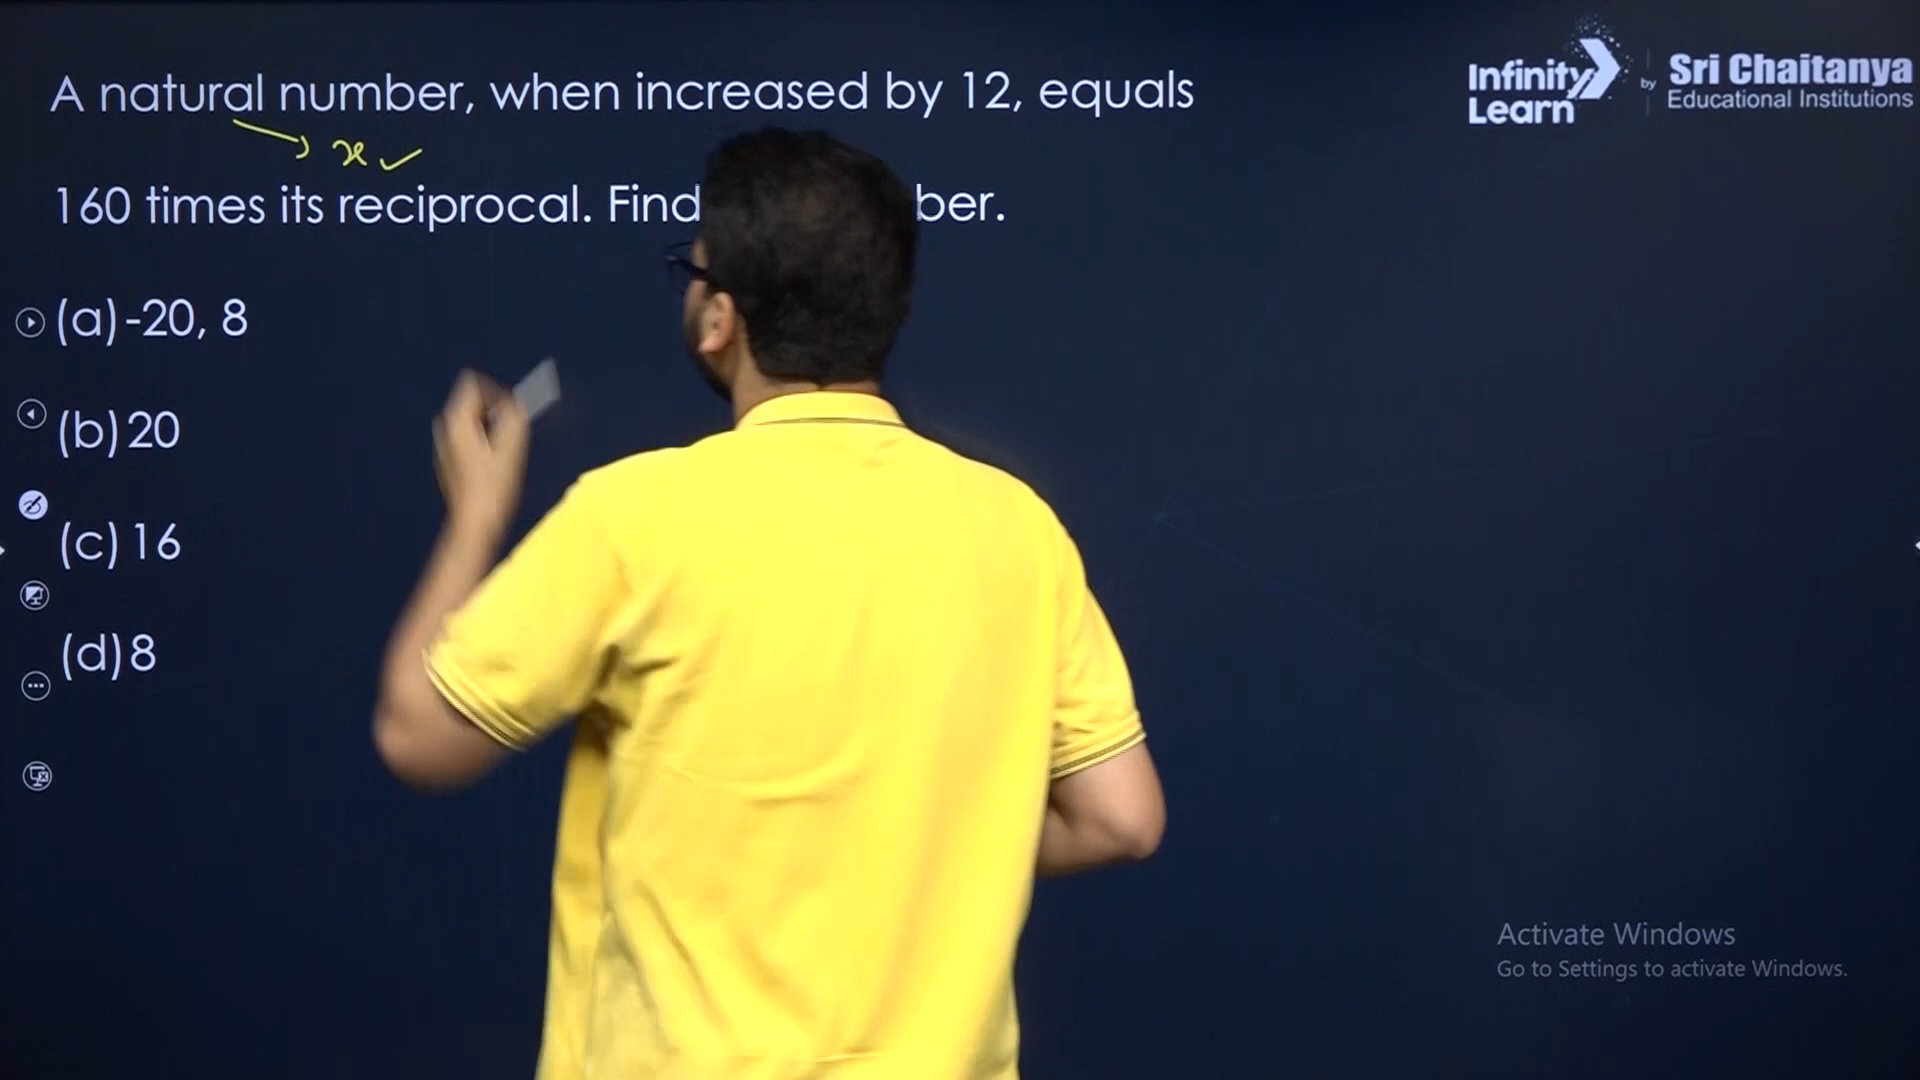 A natural number, when increased by 12, equals
x
160 times its reciprocal. Find ber.
(a) -20, 8
(b) 20
(c) 16
(d) 8
Infinity Learn
by
Sri Chaitanya
Educational Institutions
Activate Windows
Go to Settings to activate Windows.